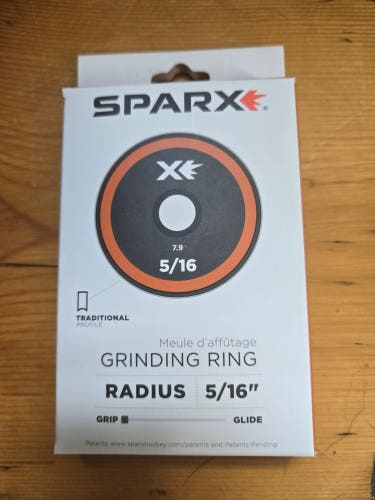 SPARX®
X
7.9™
5/16
TRADITIONAL
PROFILE
Meule d'affûtage
GRINDING RING
RADIUS 5/16"
GRIP GLIDE
Patents www.sparxhockey.com/patents and Patents Pending